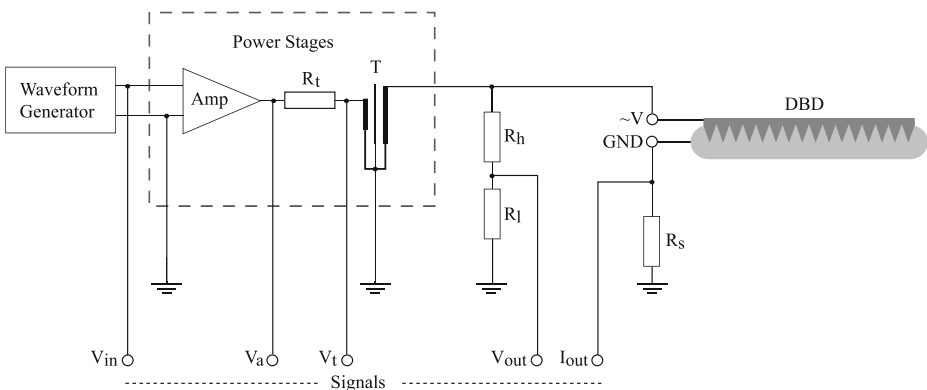 Power Stages
Waveform
Generator
Amp
Rt
T
Rh
Rl
~V
GND
DBD
Rs
Vin
Va
Vt
Vout
Iout
Signals